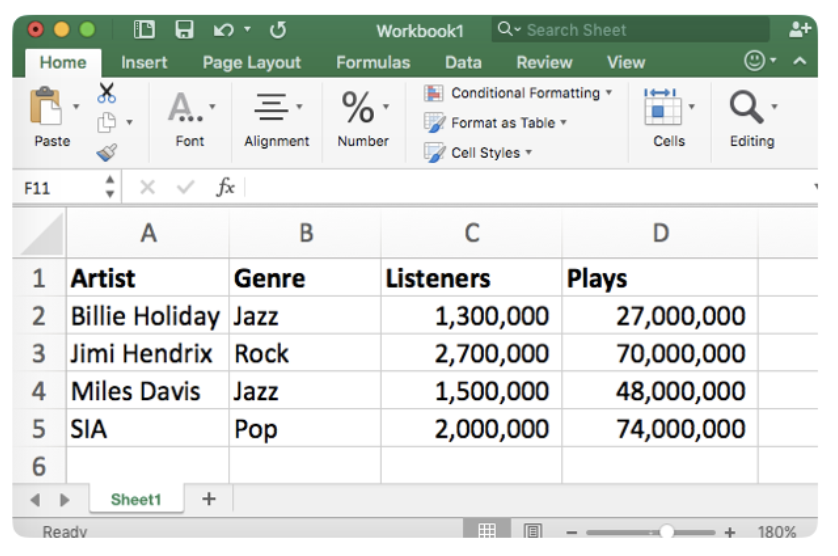 Workbook1 Search Sheet
Home Insert Page Layout Formulas Data Review View
Paste Font Alignment Number Conditional Formatting Format as Table Cell Styles Cells Editing
F11 fx
A B C D
1 Artist Genre Listeners Plays
2 Billie Holiday Jazz 1,300,000 27,000,000
3 Jimi Hendrix Rock 2,700,000 70,000,000
4 Miles Davis Jazz 1,500,000 48,000,000
5 SIA Pop 2,000,000 74,000,000
6
Sheet1 +
Ready − + 180%